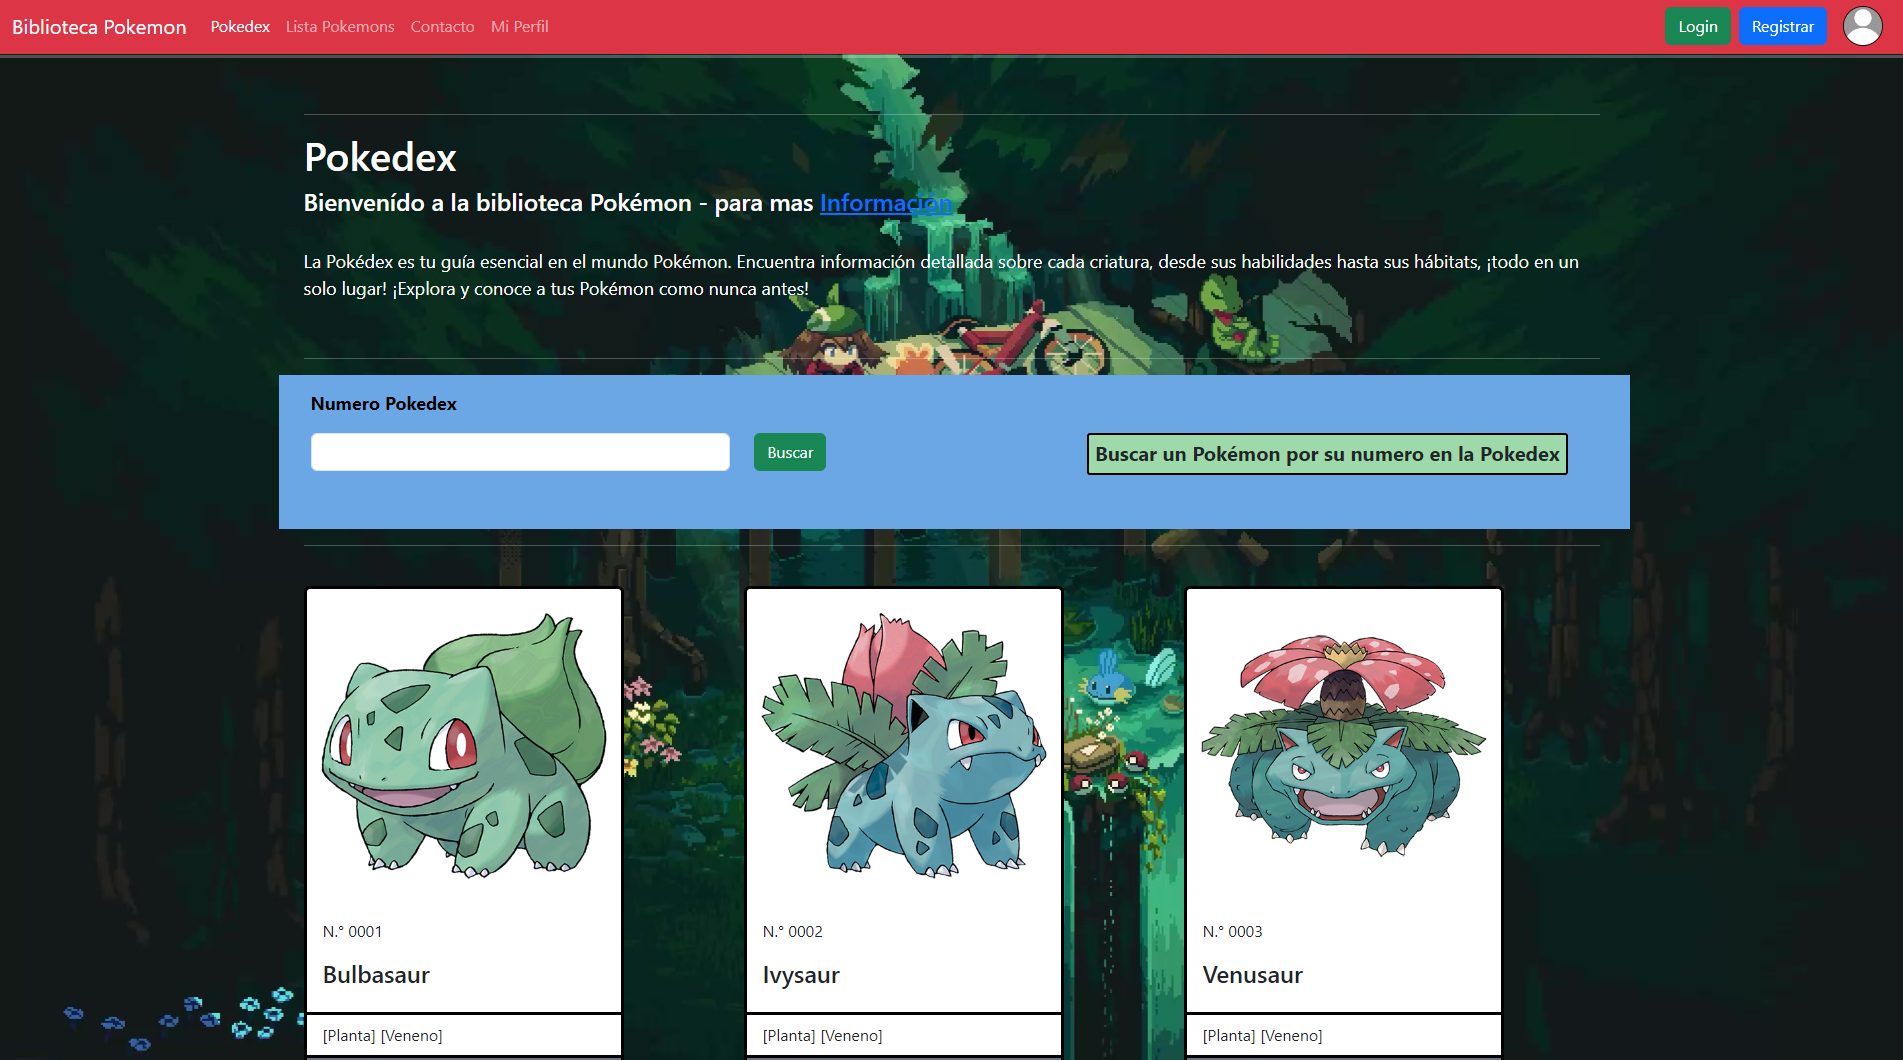 Biblioteca Pokemon Pokedex Lista Pokemons Contacto Mi Perfil Login Registrar
Pokedex
Bienvenído a la biblioteca Pokémon - para mas Información
La Pokédex es tu guía esencial en el mundo Pokémon. Encuentra información detallada sobre cada criatura, desde sus habilidades hasta sus hábitats, ¡todo en un
solo lugar! ¡Explora y conoce a tus Pokémon como nunca antes!
Numero Pokedex
Buscar
Buscar un Pokémon por su numero en la Pokedex
N.° 0001
Bulbasaur
[Planta] [Veneno]
N.° 0002
Ivysaur
[Planta] [Veneno]
N.° 0003
Venusaur
[Planta] [Veneno]